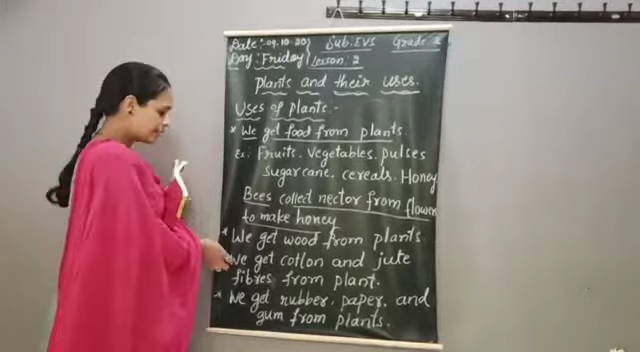 Date: 09.10.20 Sub. EVS Grade 2
Day: Friday Lesson: 2
Plants and their uses.
Uses of plants:-
* We get food from plants.
Ex. Fruits. Vegetables. pulses
Sugarcane, cereals. Honey
Bees collect nector from flower
to make honey
* We get wood from plants.
We get cotton and jute
fibres from plant.
* We get rubber, paper, and
gum from plants.